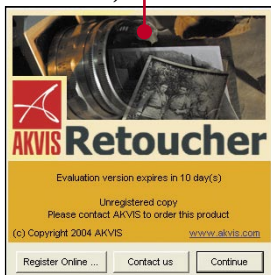 AKVIS Retoucher
Evaluation version expires in 10 day(s)
Unregistered copy
Please contact AKVIS to order this product
(c) Copyright 2004 AKVIS www.akvis.com
Register Online ... Contact us Continue